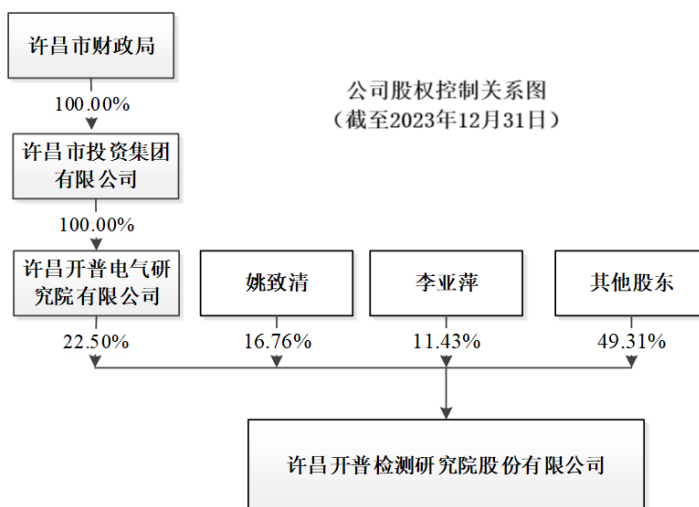 许昌市财政局
公司股权控制关系图
（截至2023年12月31日）
100.00%
许昌市投资集团
有限公司
100.00%
许昌开普电气研
究院有限公司
姚致清
李亚萍
其他股东
22.50%
16.76%
11.43%
49.31%
许昌开普检测研究院股份有限公司